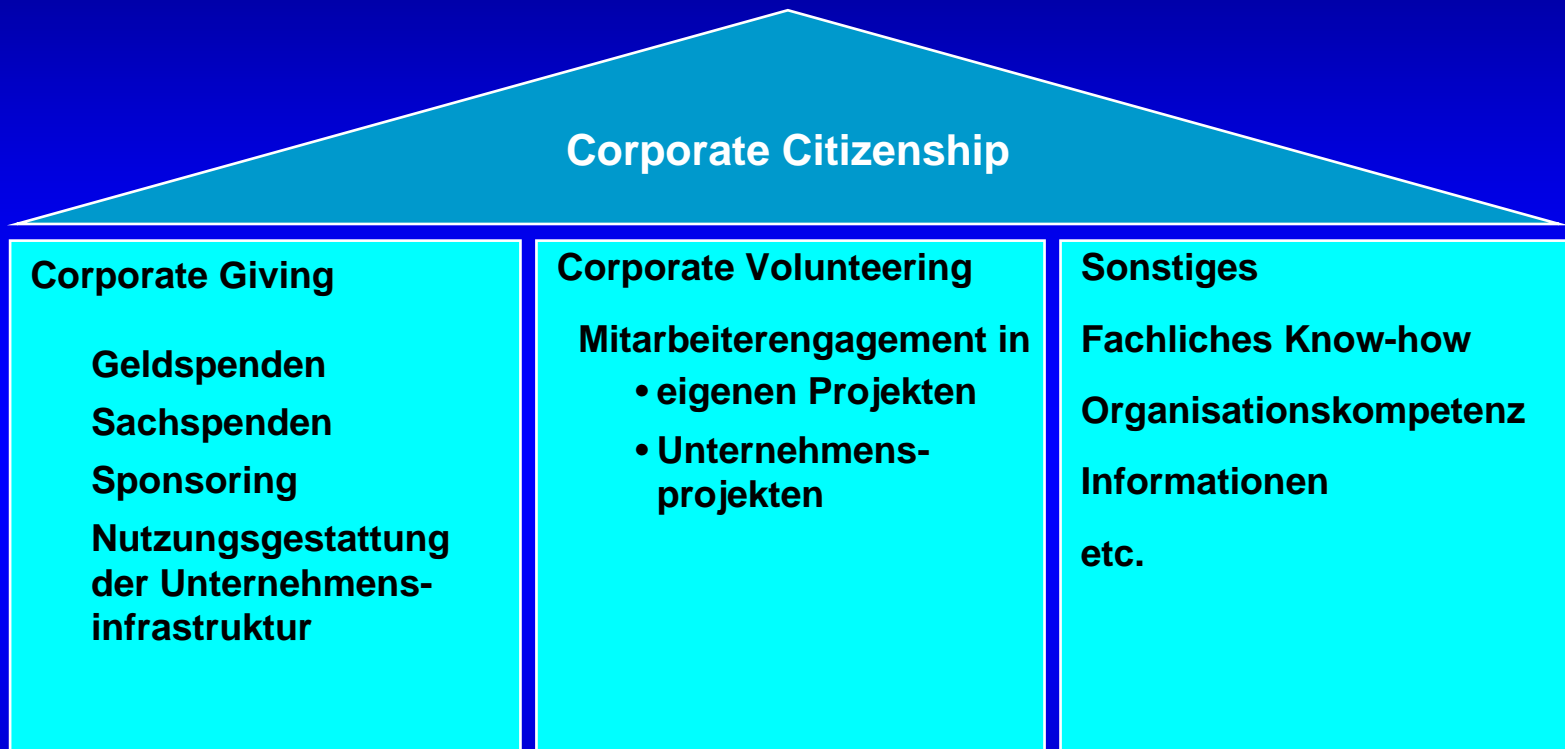 Corporate Citizenship
Corporate Giving
Geldspenden
Sachspenden
Sponsoring
Nutzungsgestattung
der Unternehmens-
infrastruktur
Corporate Volunteering
Mitarbeiterengagement in
• eigenen Projekten
• Unternehmens-
projekten
Sonstiges
Fachliches Know-how
Organisationskompetenz
Informationen
etc.